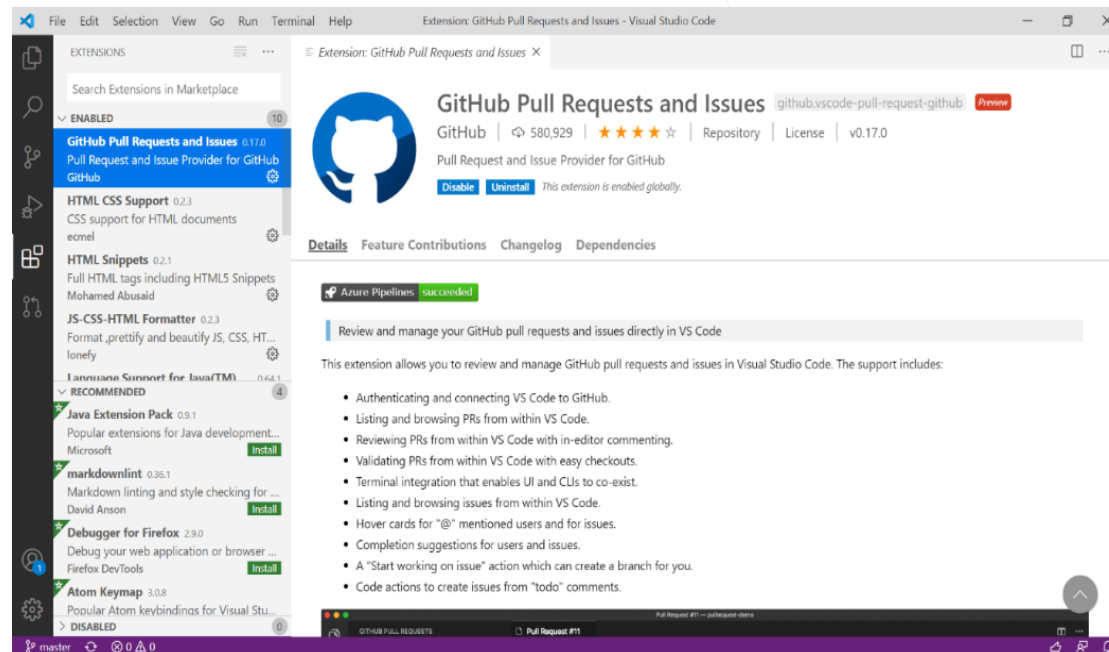 File Edit Selection View Go Run Terminal Help
Extension: GitHub Pull Requests and Issues - Visual Studio Code
EXTENSIONS
Search Extensions in Marketplace
ENABLED 10
GitHub Pull Requests and Issues 0.17.0
Pull Request and Issue Provider for GitHub
GitHub
HTML CSS Support 0.2.3
CSS support for HTML documents
ecmel
HTML Snippets 0.2.1
Full HTML tags including HTML5 Snippets
Mohamed Abusaid
JS-CSS-HTML Formatter 0.2.3
Format ,prettify and beautify JS, CSS, HT...
lonefy
Language Support for Java(TM) 0.64.1
RECOMMENDED 4
Java Extension Pack 0.9.1
Popular extensions for Java development...
Microsoft Install
markdownlint 0.36.1
Markdown linting and style checking for ...
David Anson Install
Debugger for Firefox 2.9.0
Debug your web application or browser ...
Firefox DevTools Install
Atom Keymap 3.0.8
Popular Atom keybindings for Visual Stu...
DISABLED 0
1
Extension: GitHub Pull Requests and Issues
GitHub Pull Requests and Issues github.vscode-pull-request-github Preview
GitHub 580,929 Repository License v0.17.0
Pull Request and Issue Provider for GitHub
Disable Uninstall This extension is enabled globally.
Details Feature Contributions Changelog Dependencies
Azure Pipelines succeeded
Review and manage your GitHub pull requests and issues directly in VS Code
This extension allows you to review and manage GitHub pull requests and issues in Visual Studio Code. The support includes:
• Authenticating and connecting VS Code to GitHub.
• Listing and browsing PRs from within VS Code.
• Reviewing PRs from within VS Code with in-editor commenting.
• Validating PRs from within VS Code with easy checkouts.
• Terminal integration that enables UI and CLIs to co-exist.
• Listing and browsing issues from within VS Code.
• Hover cards for "@" mentioned users and for issues.
• Completion suggestions for users and issues.
• A "Start working on issue" action which can create a branch for you.
• Code actions to create issues from "todo" comments.
Pull Request #11 — pullrequest-demo
GITHUB PULL REQUESTS
Pull Request #11
master 0 0